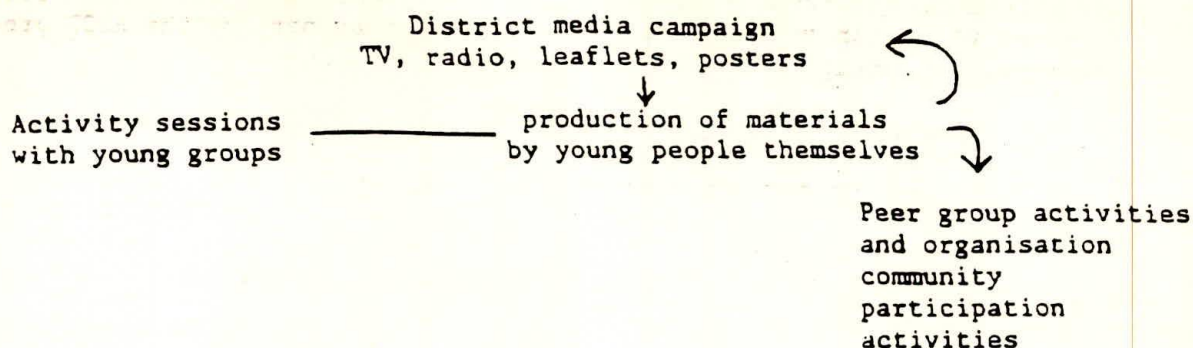 District media campaign
TV, radio, leaflets, posters
Activity sessions
with young groups
production of materials
by young people themselves
Peer group activities
and organisation
community
participation
activities